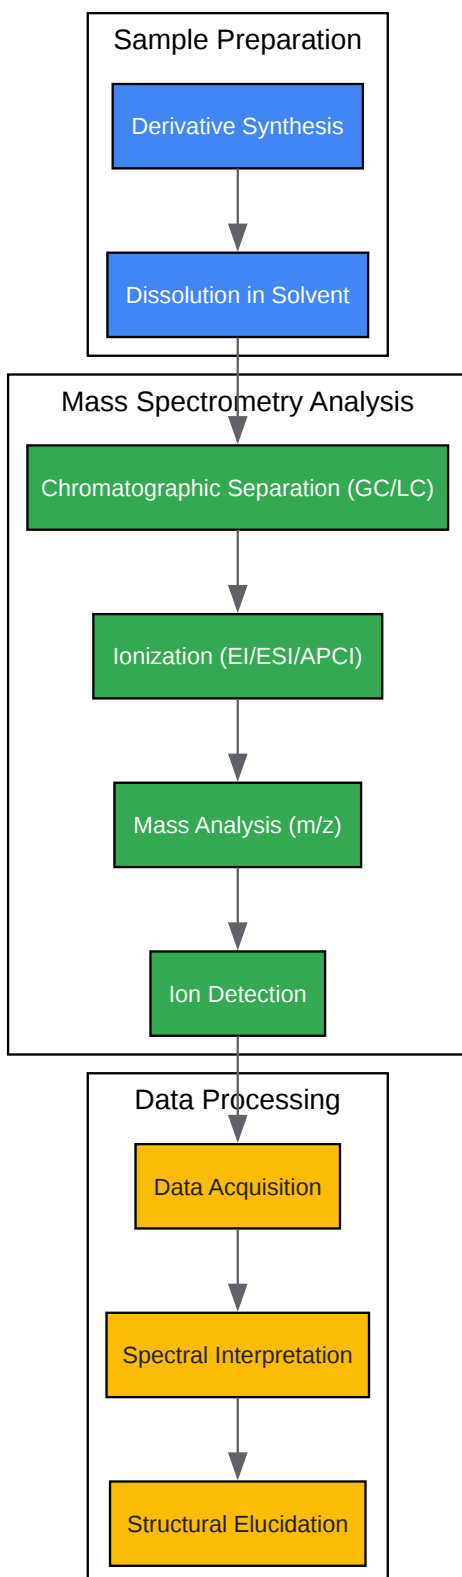 Sample Preparation
Derivative Synthesis
Dissolution in Solvent
Mass Spectrometry Analysis
Chromatographic Separation (GC/LC)
Ionization (EI/ESI/APCI)
Mass Analysis (m/z)
Ion Detection
Data Processing
Data Acquisition
Spectral Interpretation
Structural Elucidation